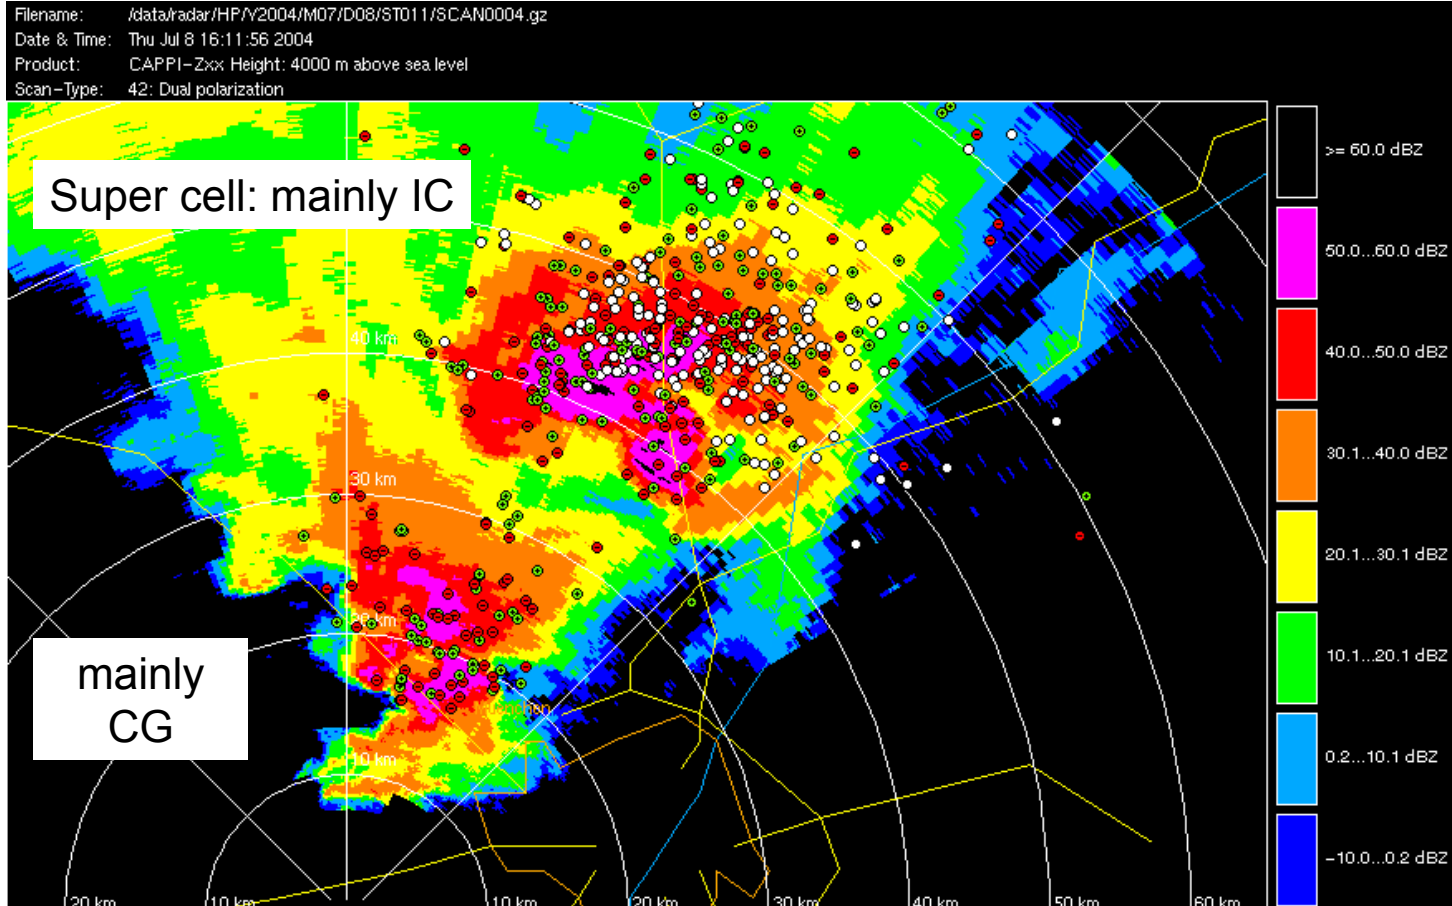 Filename: /data/radar/HP/Y2004/M07/D08/ST011/SCAN0004.gz
Date & Time: Thu Jul 8 16:11:56 2004
Product: CAPPI-Zxx Height: 4000 m above sea level
Scan-Type: 42: Dual polarization
>= 60.0 dBZ
Super cell: mainly IC
50.0...60.0 dBZ
40 km
40.0...50.0 dBZ
30 km
30.1...40.0 dBZ
20.1...30.1 dBZ
20 km
10.1...20.1 dBZ
mainly
CG
10 km
0.2...10.1 dBZ
-10.0...0.2 dBZ
20 km
10 km
10 km
20 km
30 km
40 km
50 km
60 km